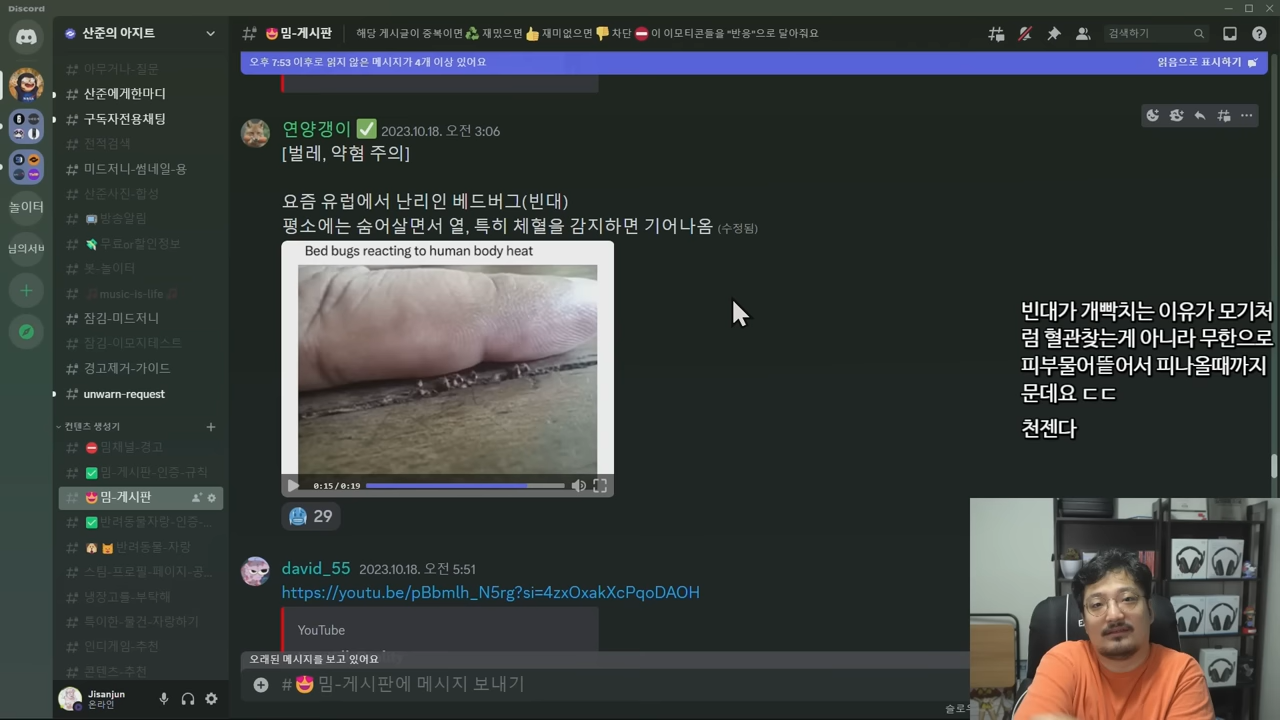 Discord
산준의 아지트
밈-게시판
해당 게시글이 중복이면 재밌으면 재미없으면 차단 이 이모티콘들을 "반응"으로 달아줘요
검색하기
오후 7:53 이후로 읽지 않은 메시지가 4개 이상 있어요
읽음으로 표시하기
아무거나-질문
산준에게한마디
구독자전용채팅
전적검색
미드저니-썸네일-용
산준사진-합성
방송알림
무료or할인정보
봇-놀이터
music-is-life
잠김-미드저니
잠김-이모지테스트
경고제거-가이드
unwarn-request
컨텐즈 생성기
밈채널-경고
밈-게시판-인증-규칙
밈-게시판
반려동물자랑-인증-...
반려동물-자랑
스팀-프로필-페이지-공...
냉장고좀-부탁해
특이한-물건-자랑하기
인디게임-추천
콘텐츠-추천
놀이터
님의서버
Jisanjun
온라인
연양갱이 2023.10.18. 오전 3:06
[벌레, 약혐 주의]
요즘 유럽에서 난리인 베드버그(빈대)
평소에는 숨어살면서 열, 특히 체혈을 감지하면 기어나옴 (수정됨)
Bed bugs reacting to human body heat
0:15/0:19
29
david_55 2023.10.18. 오전 5:51
https://youtu.be/pBbmlh_N5rg?si=4zxOxakXcPqoDAOH
YouTube
오래된 메시지를 보고 있어요
#밈-게시판에 메시지 보내기
빈대가 개빡치는 이유가 모기처
럼 혈관찾는게 아니라 무한으로
피부물어뜯어서 피나올때까지
문데요 ㄷㄷ
천젠다